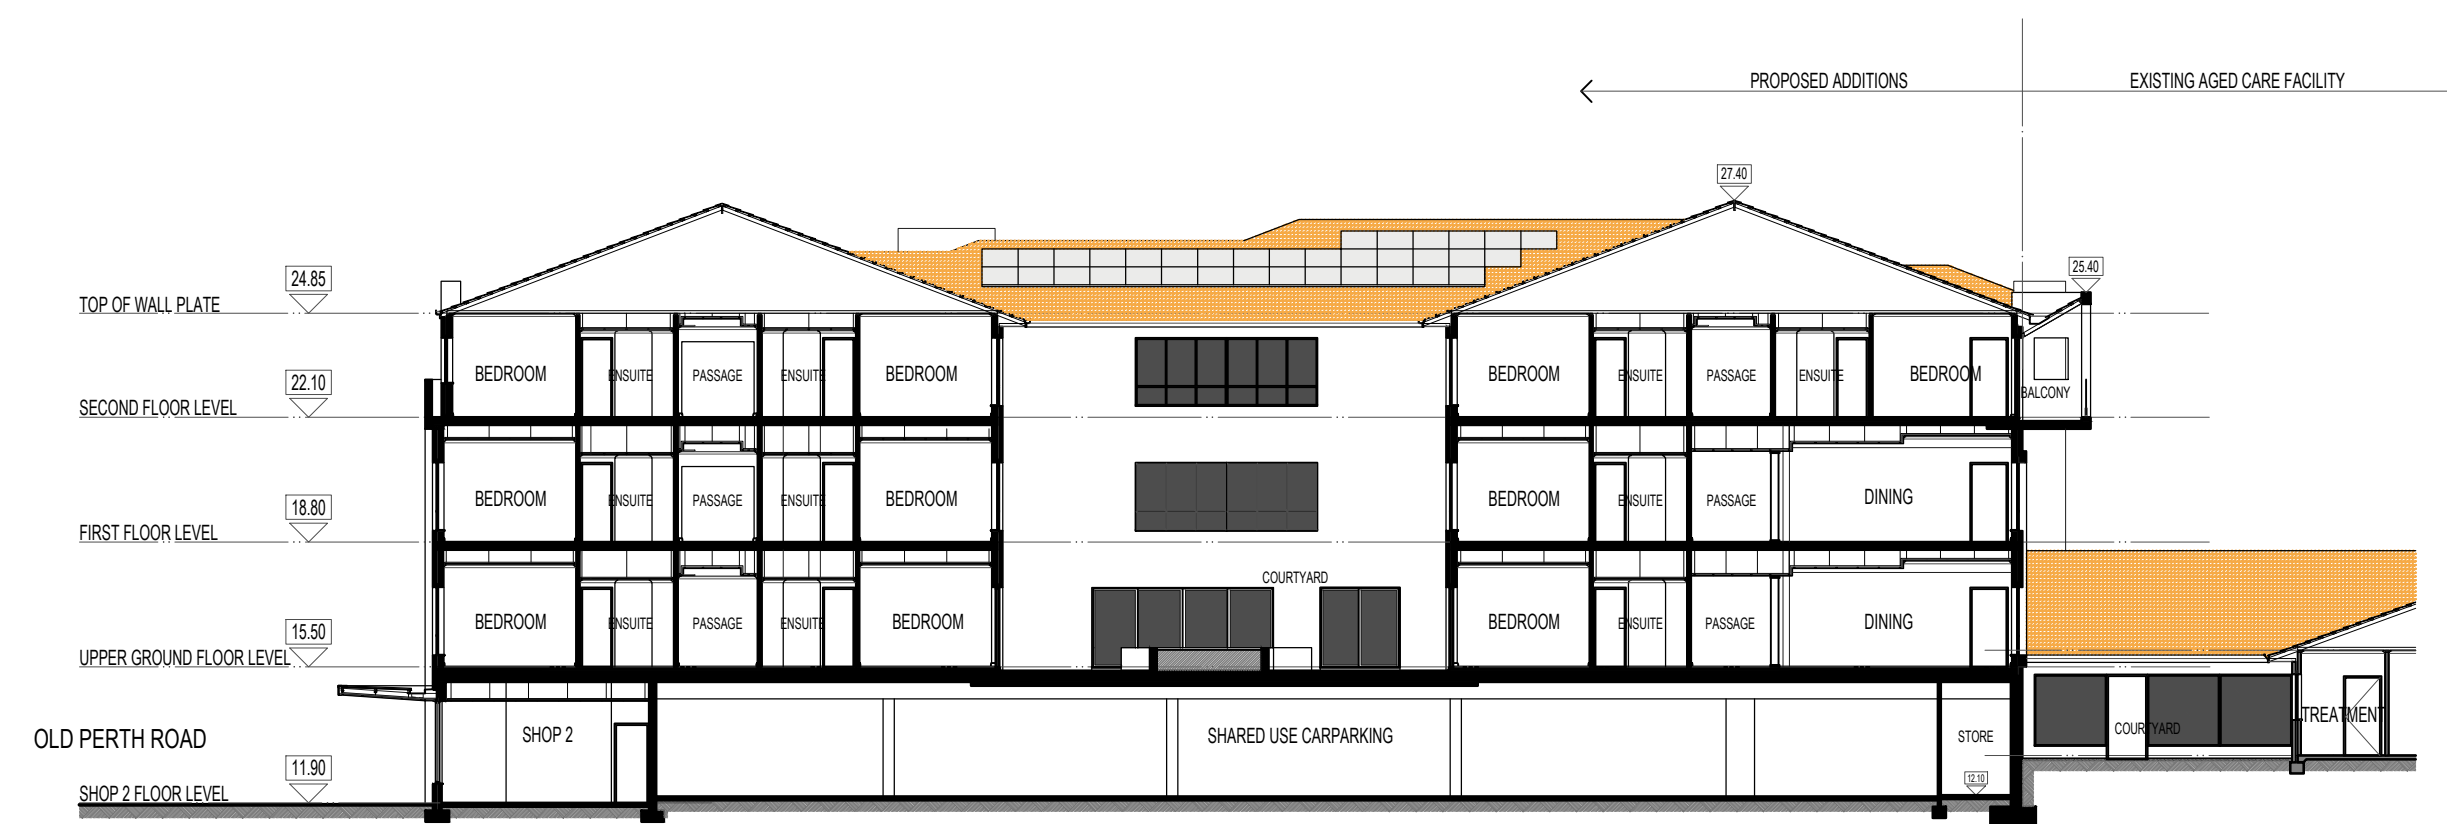 PROPOSED ADDITIONS
EXISTING AGED CARE FACILITY
27.40
25.40
24.85
TOP OF WALL PLATE
BEDROOM
ENSUITE
PASSAGE
ENSUITE
BEDROOM
BEDROOM
ENSUITE
PASSAGE
ENSUITE
BEDROOM
BALCONY
22.10
SECOND FLOOR LEVEL
BEDROOM
ENSUITE
PASSAGE
ENSUITE
BEDROOM
BEDROOM
ENSUITE
PASSAGE
DINING
18.80
FIRST FLOOR LEVEL
COURTYARD
BEDROOM
ENSUITE
PASSAGE
ENSUITE
BEDROOM
BEDROOM
ENSUITE
PASSAGE
DINING
15.50
UPPER GROUND FLOOR LEVEL
OLD PERTH ROAD
SHOP 2
SHARED USE CARPARKING
STORE
COURTYARD
TREATMENT
11.90
12.10
SHOP 2 FLOOR LEVEL